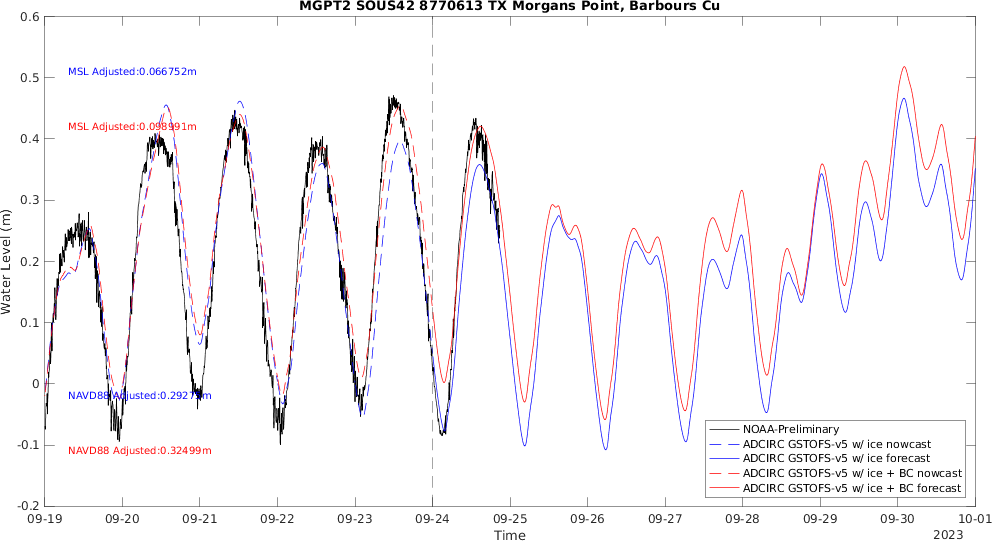 MGPT2 SOUS42 8770613 TX Morgans Point, Barbours Cu
Water Level (m)
0.6
0.5
0.4
0.3
0.2
0.1
0
-0.1
-0.2
MSL Adjusted:0.066752m
MSL Adjusted:0.098991m
NAVD88 Adjusted:0.29275m
NAVD88 Adjusted:0.32499m
NOAA-Preliminary
ADCIRC GSTOFS-v5 w/ ice nowcast
ADCIRC GSTOFS-v5 w/ ice forecast
ADCIRC GSTOFS-v5 w/ ice + BC nowcast
ADCIRC GSTOFS-v5 w/ ice + BC forecast
09-19 09-20 09-21 09-22 09-23 09-24 09-25 09-26 09-27 09-28 09-29 09-30 10-01
Time
2023